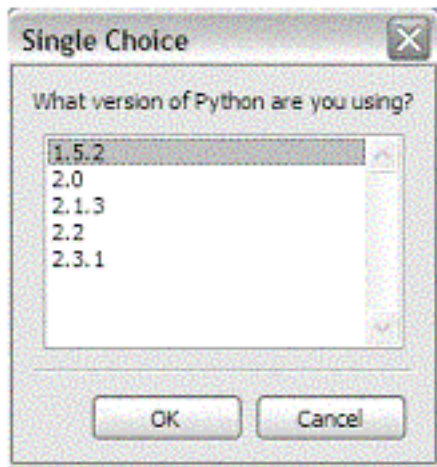 Single Choice
What version of Python are you using?
1.5.2
2.0
2.1.3
2.2
2.3.1
OK
Cancel